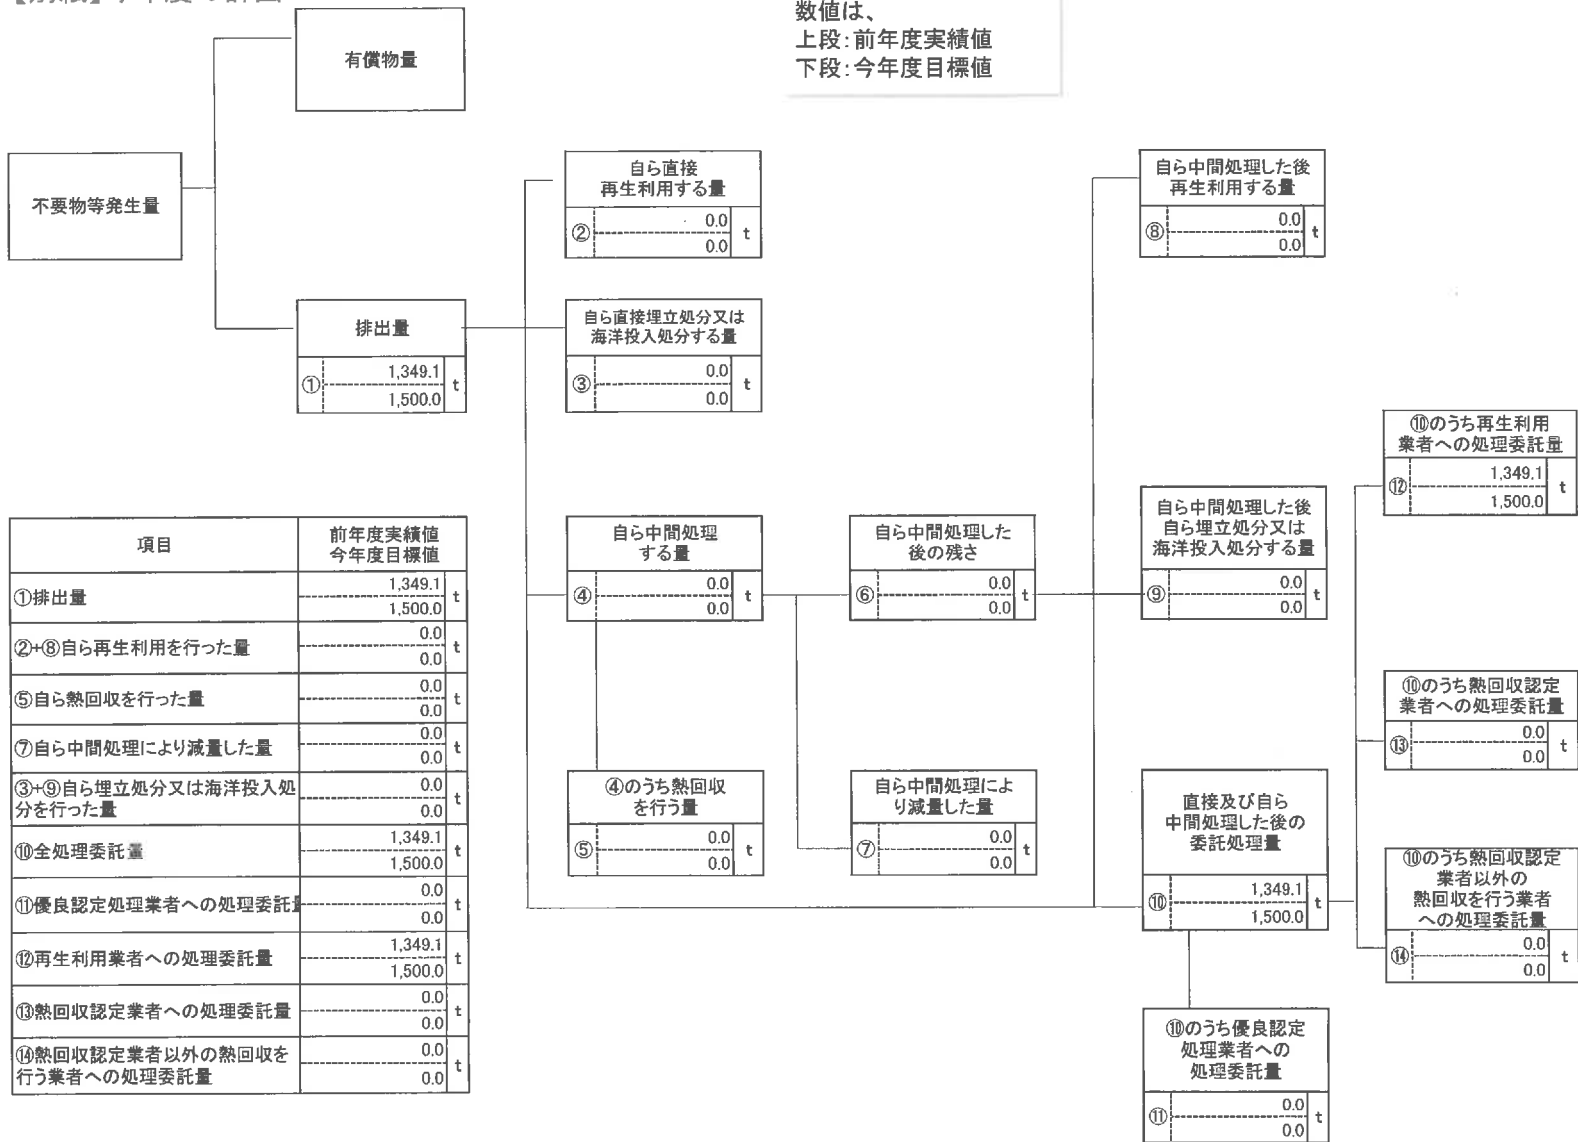 数値は、
上段:前年度実績値
下段:今年度目標値
有償物量
不要物等発生量
排出量
① 1,349.1 t
1,500.0
自ら直接
再生利用する量
② 0.0 t
0.0
自ら直接埋立処分又は
海洋投入処分する量
③ 0.0 t
0.0
自ら中間処理した後
再生利用する量
⑧ 0.0 t
0.0
自ら中間処理
する量
④ 0.0 t
0.0
自ら中間処理した
後の残さ
⑥ 0.0 t
0.0
自ら中間処理した後
自ら埋立処分又は
海洋投入処分する量
⑨ 0.0 t
0.0
④のうち熱回収
を行う量
⑤ 0.0 t
0.0
自ら中間処理によ
り減量した量
⑦ 0.0 t
0.0
直接及び自ら
中間処理した後の
委託処理量
⑩ 1,349.1 t
1,500.0
⑩のうち再生利用
業者への処理委託量
⑫ 1,349.1 t
1,500.0
⑩のうち熱回収認定
業者への処理委託量
⑬ 0.0 t
0.0
⑩のうち熱回収認定
業者以外の
熱回収を行う業者
への処理委託量
⑭ 0.0 t
0.0
⑩のうち優良認定
処理業者への
処理委託量
⑪ 0.0 t
0.0
項目 前年度実績値
今年度目標値
①排出量 1,349.1 t
1,500.0
②+⑧自ら再生利用を行った量 0.0 t
0.0
⑤自ら熱回収を行った量 0.0 t
0.0
⑦自ら中間処理により減量した量 0.0 t
0.0
③+⑨自ら埋立処分又は海洋投入処 0.0 t
分を行った量 0.0
⑩全処理委託量 1,349.1 t
1,500.0
⑪優良認定処理業者への処理委託量 0.0 t
0.0
⑫再生利用業者への処理委託量 1,349.1 t
1,500.0
⑬熱回収認定業者への処理委託量 0.0 t
0.0
⑭熱回収認定業者以外の熱回収を 0.0 t
行う業者への処理委託量 0.0